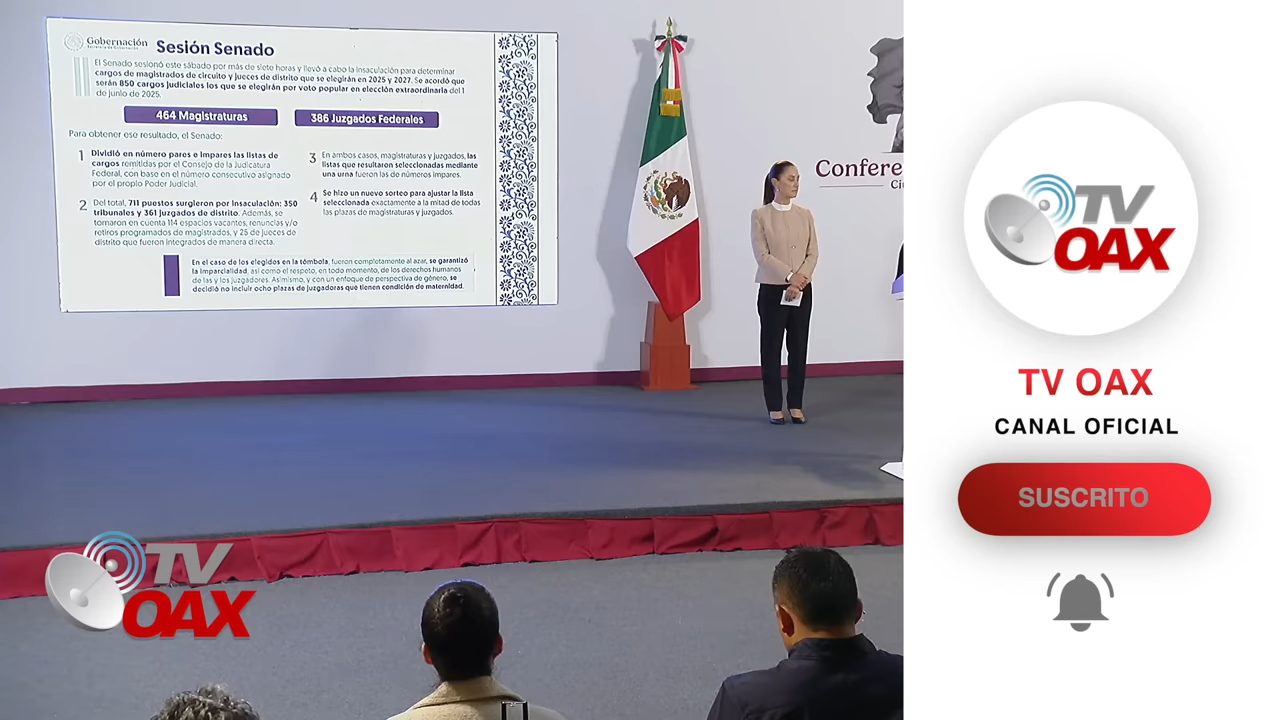 Gobernación
Secretaría de Gobernación
Sesión Senado
El Senado sesionó este sábado por más de siete horas y llevó a cabo la insaculación para determinar
cargos de magistrados de circuito y jueces de distrito que se elegirán en 2025 y 2027. Se acordó que
serán 850 cargos judiciales los que se elegirán por voto popular en elección extraordinaria del 1
de junio de 2025.
464 Magistraturas
386 Juzgados Federales
Para obtener ese resultado, el Senado:
1 Dividió en número pares e impares las listas de
cargos remitidas por el Consejo de la Judicatura
Federal, con base en el número consecutivo asignado
por el propio Poder Judicial.
2 Del total, 711 puestos surgieron por insaculación: 350
tribunales y 361 juzgados de distrito. Además, se
tomaron en cuenta 114 espacios vacantes, renuncias y/o
retiros programados de magistrados, y 25 de jueces de
distrito que fueron integrados de manera directa.
3 En ambos casos, magistraturas y juzgados, las
listas que resultaron seleccionadas mediante
una urna fueron las de números impares.
4 Se hizo un nuevo sorteo para ajustar la lista
seleccionada exactamente a la mitad de todas
las plazas de magistraturas y juzgados.
En el caso de los elegidos en la tómbola, fueron completamente al azar, se garantizó
la imparcialidad, así como el respeto, en todo momento, de los derechos humanos
de las y los juzgadores. Asimismo, y con un enfoque de perspectiva de género, se
decidió no incluir ocho plazas de juzgadoras que tienen condición de maternidad.
Confere
Ci
TV
OAX
TV
OAX
TV OAX
CANAL OFICIAL
SUSCRITO